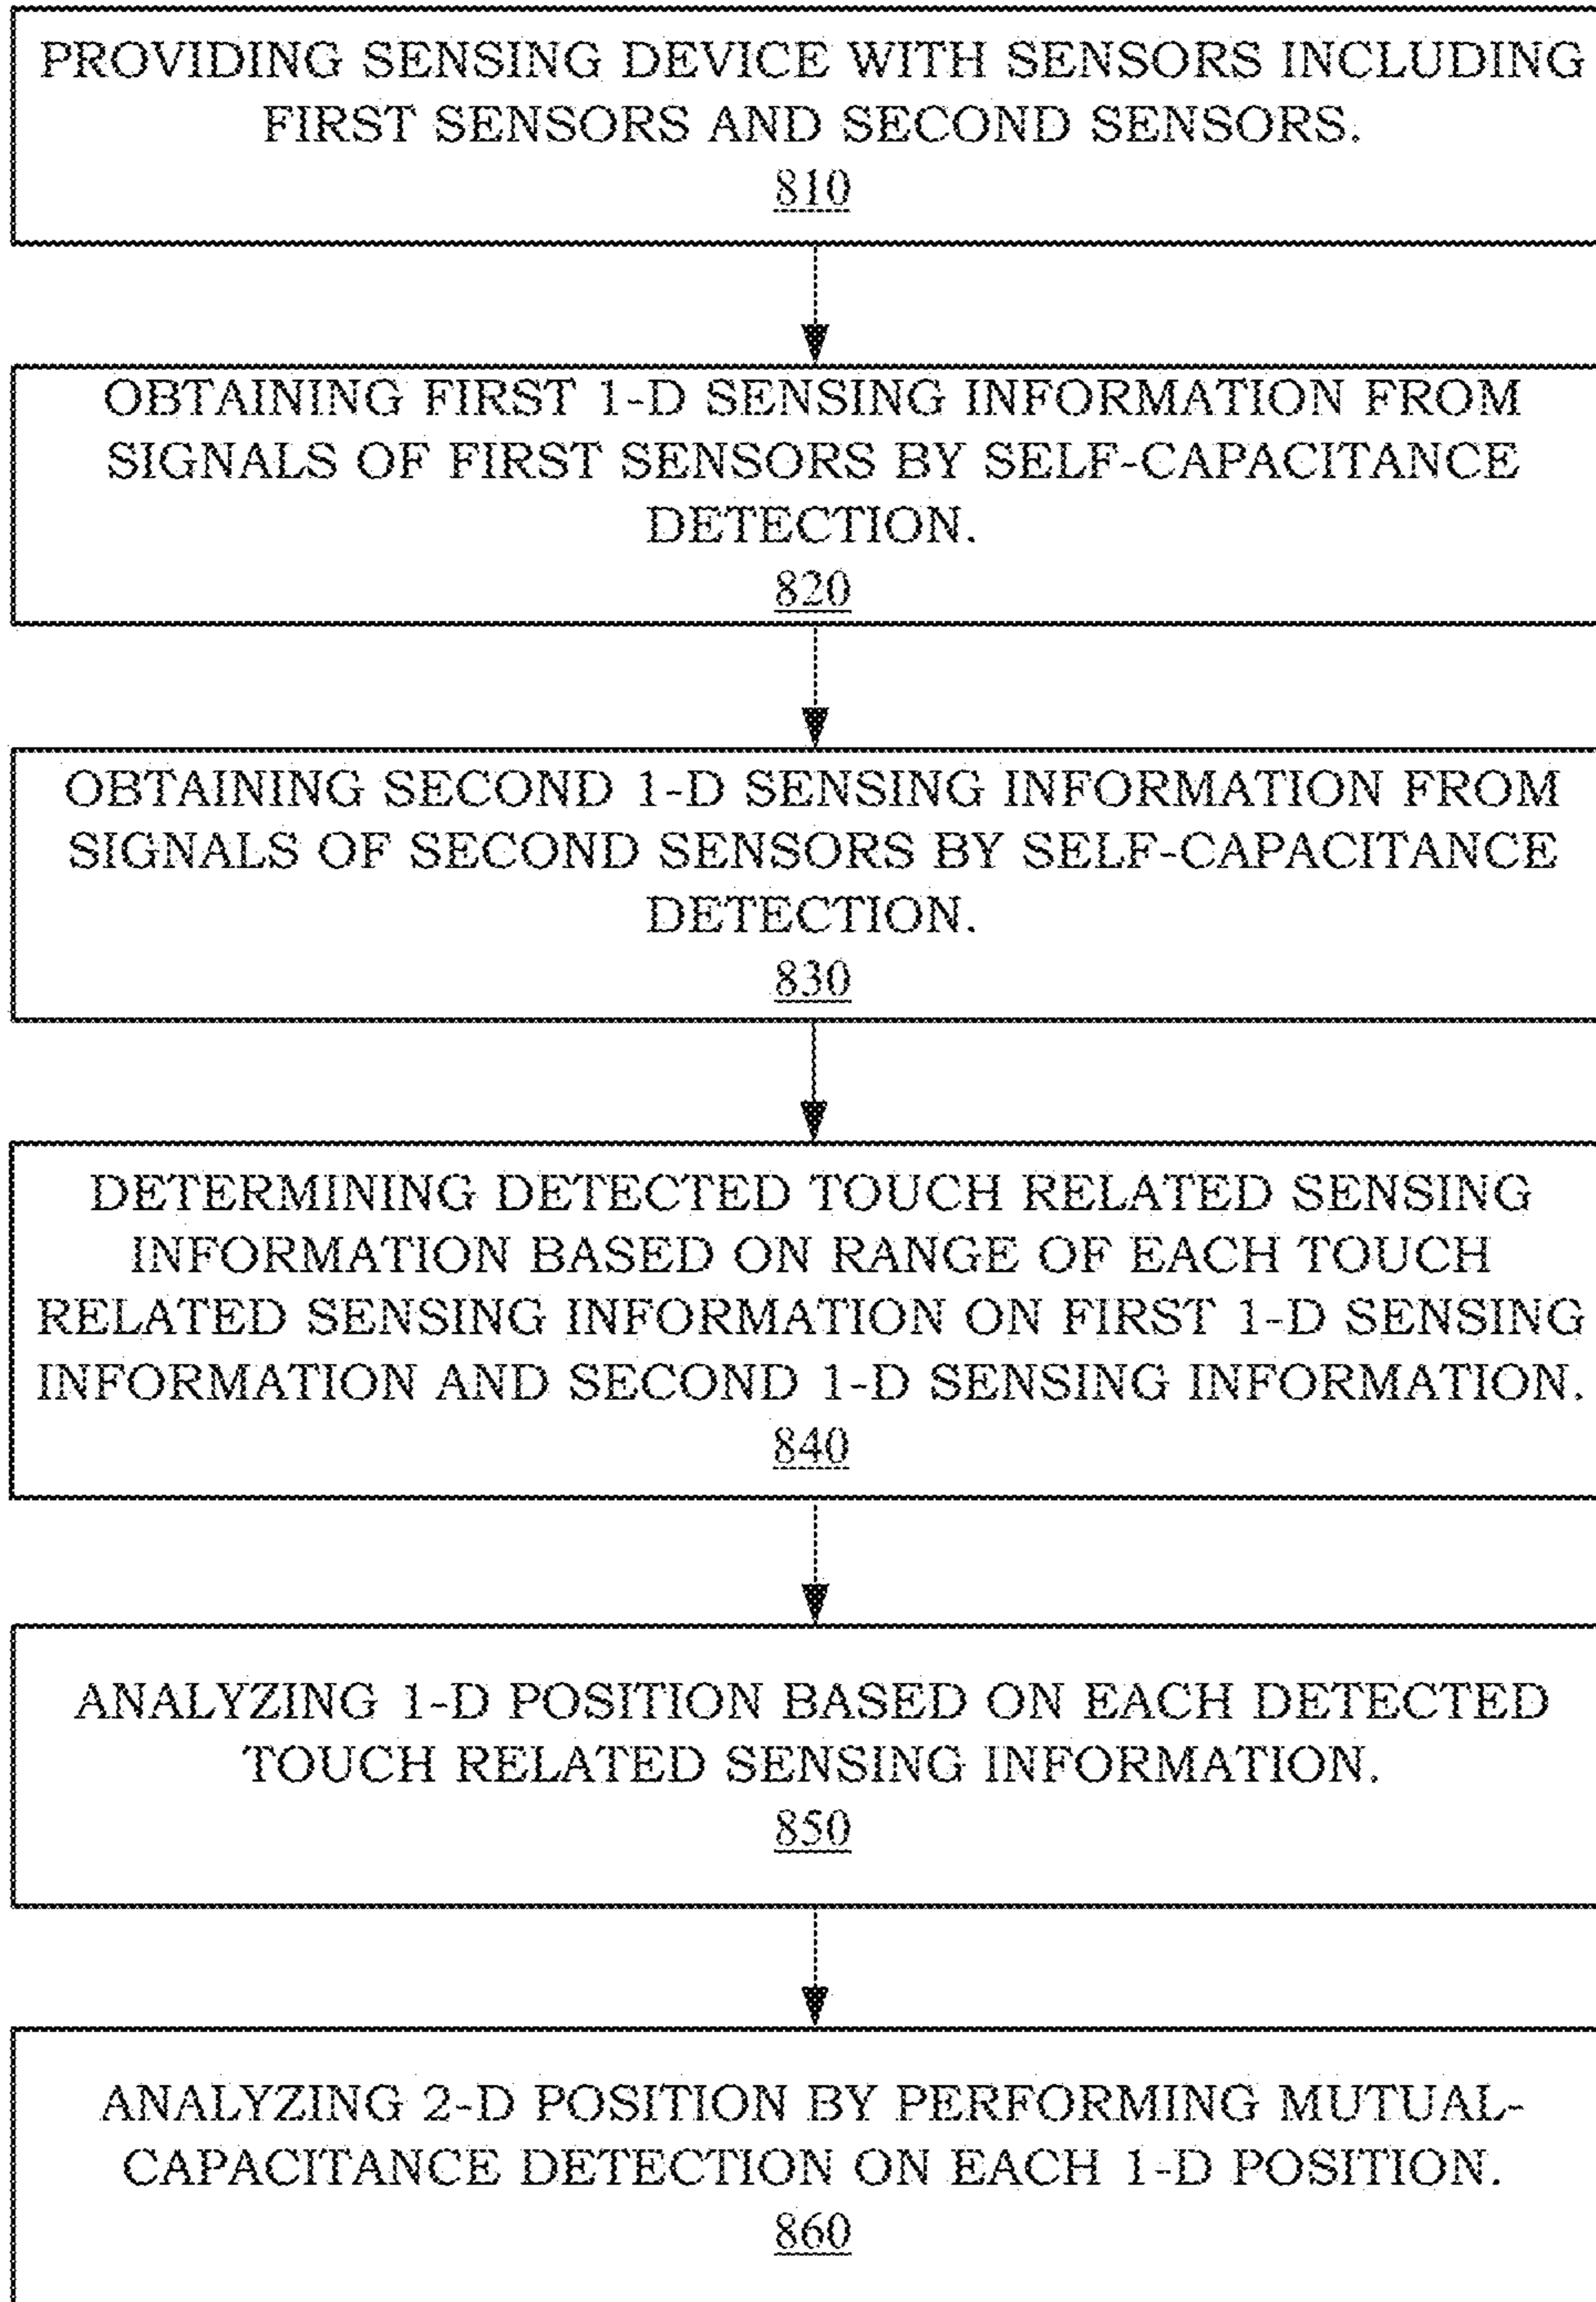 PROVIDING SENSING DEVICE WITH SENSORS INCLUDING
FIRST SENSORS AND SECOND SENSORS.
810
OBTAINING FIRST 1-D SENSING INFORMATION FROM
SIGNALS OF FIRST SENSORS BY SELF-CAPACITANCE
DETECTION.
820
OBTAINING SECOND 1-D SENSING INFORMATION FROM
SIGNALS OF SECOND SENSORS BY SELF-CAPACITANCE
DETECTION.
830
DETERMINING DETECTED TOUCH RELATED SENSING
INFORMATION BASED ON RANGE OF EACH TOUCH
RELATED SENSING INFORMATION ON FIRST 1-D SENSING
INFORMATION AND SECOND 1-D SENSING INFORMATION.
840
ANALYZING 1-D POSITION BASED ON EACH DETECTED
TOUCH RELATED SENSING INFORMATION.
850
ANALYZING 2-D POSITION BY PERFORMING MUTUAL-
CAPACITANCE DETECTION ON EACH 1-D POSITION.
860